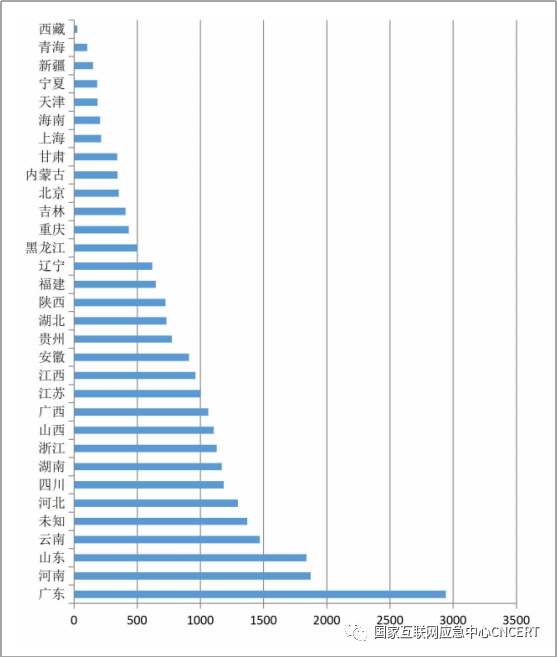 西藏
青海
新疆
宁夏
天津
海南
上海
甘肃
内蒙古
北京
吉林
重庆
黑龙江
辽宁
福建
陕西
湖北
贵州
安徽
江西
江苏
广西
山西
浙江
湖南
四川
河北
未知
云南
山东
河南
广东
0 500 1000 1500 2000 2500 3000 3500
国家互联网应急中心CNCERT